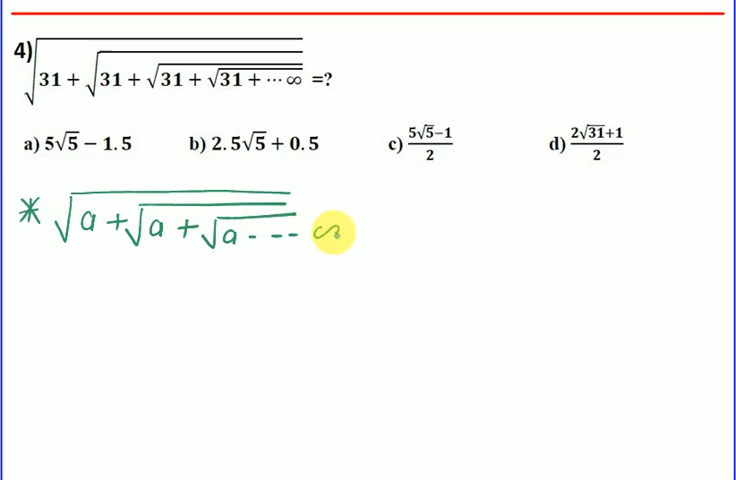 4) √31 + √31 + √31 + √31 + ⋯ ∞ =?
a) 5√5 − 1.5 b) 2.5√5 + 0.5 c) (5√5−1)/2 d) (2√31+1)/2
* √a + √a + √a - - - ∞